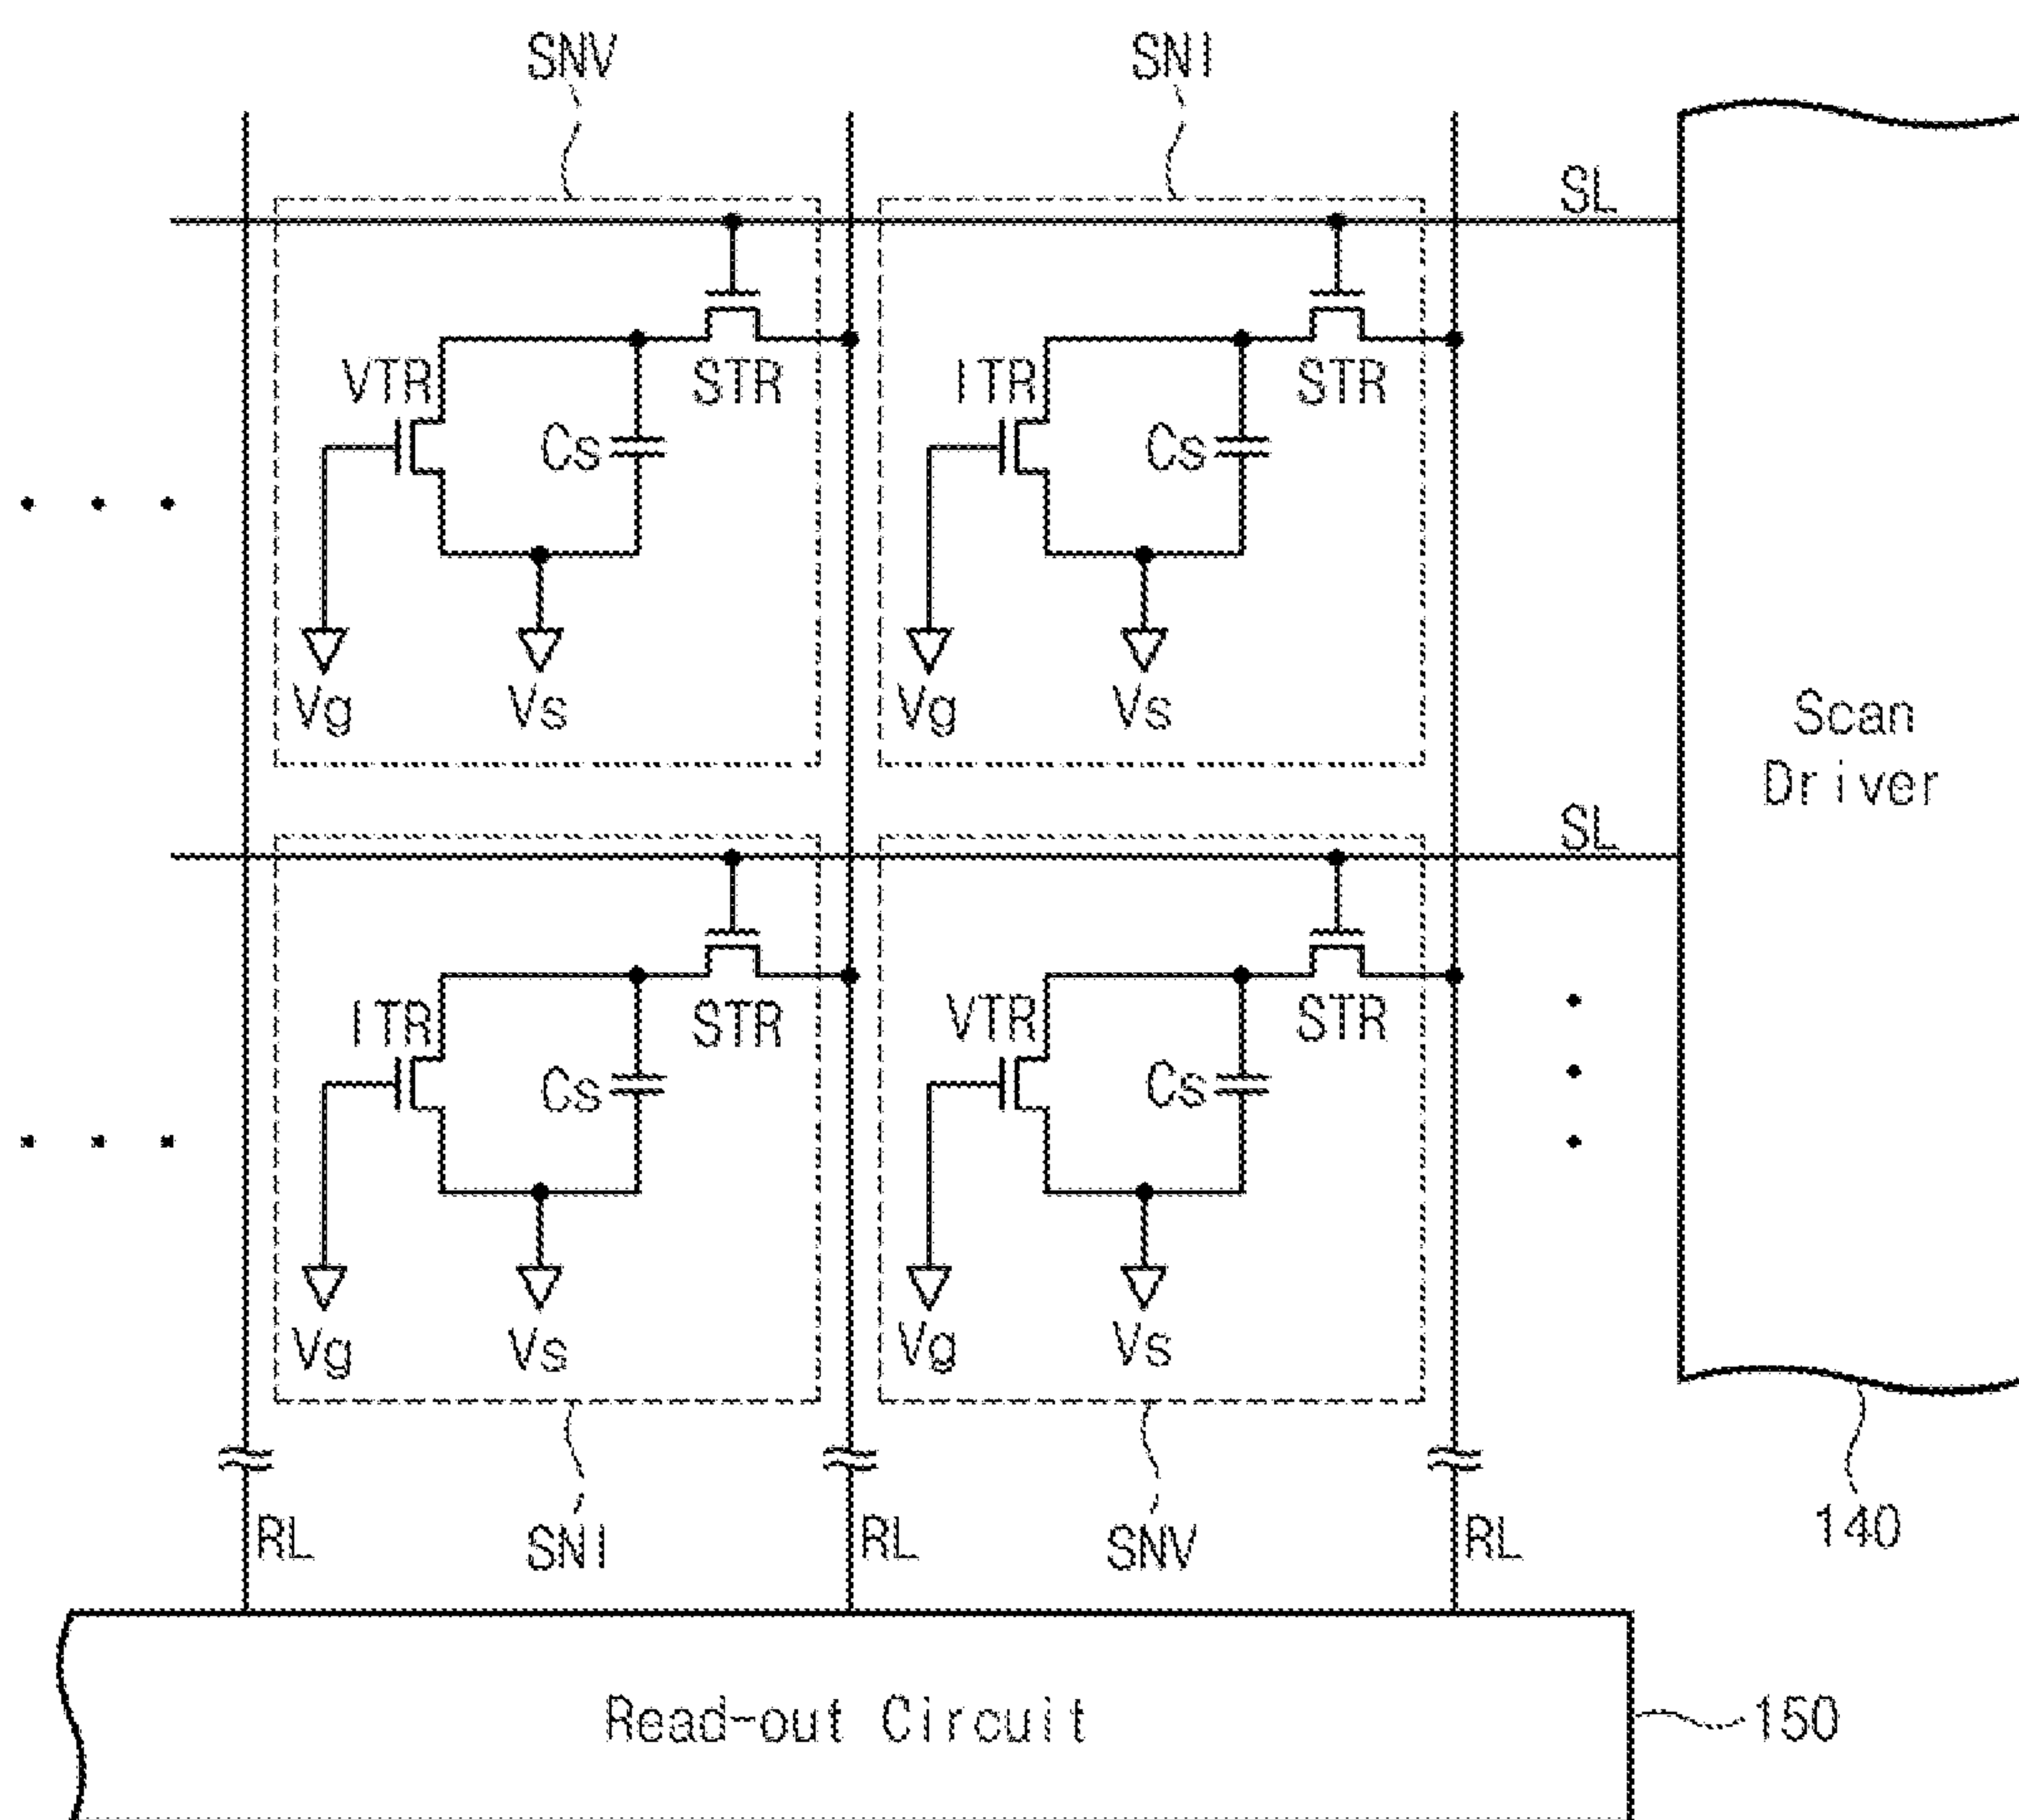 SNV
SNI
SL
VTR
STR
Cs
Vg
Vs
ITR
STR
Cs
Vg
Vs
Scan
Driver
SL
ITR
STR
Cs
Vg
Vs
VTR
STR
Cs
Vg
Vs
RL
SNI
RL
SNV
RL
140
Read-out Circuit
150